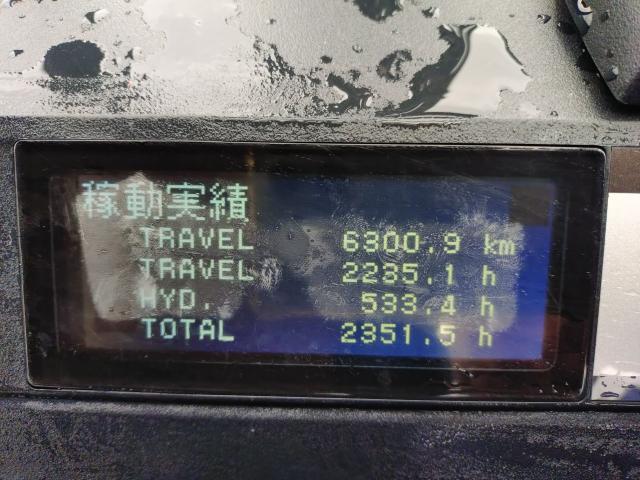 稼動実績
TRAVEL 6300.9 km
TRAVEL 2235.1 h
HYD. 533.4 h
TOTAL 2351.5 h